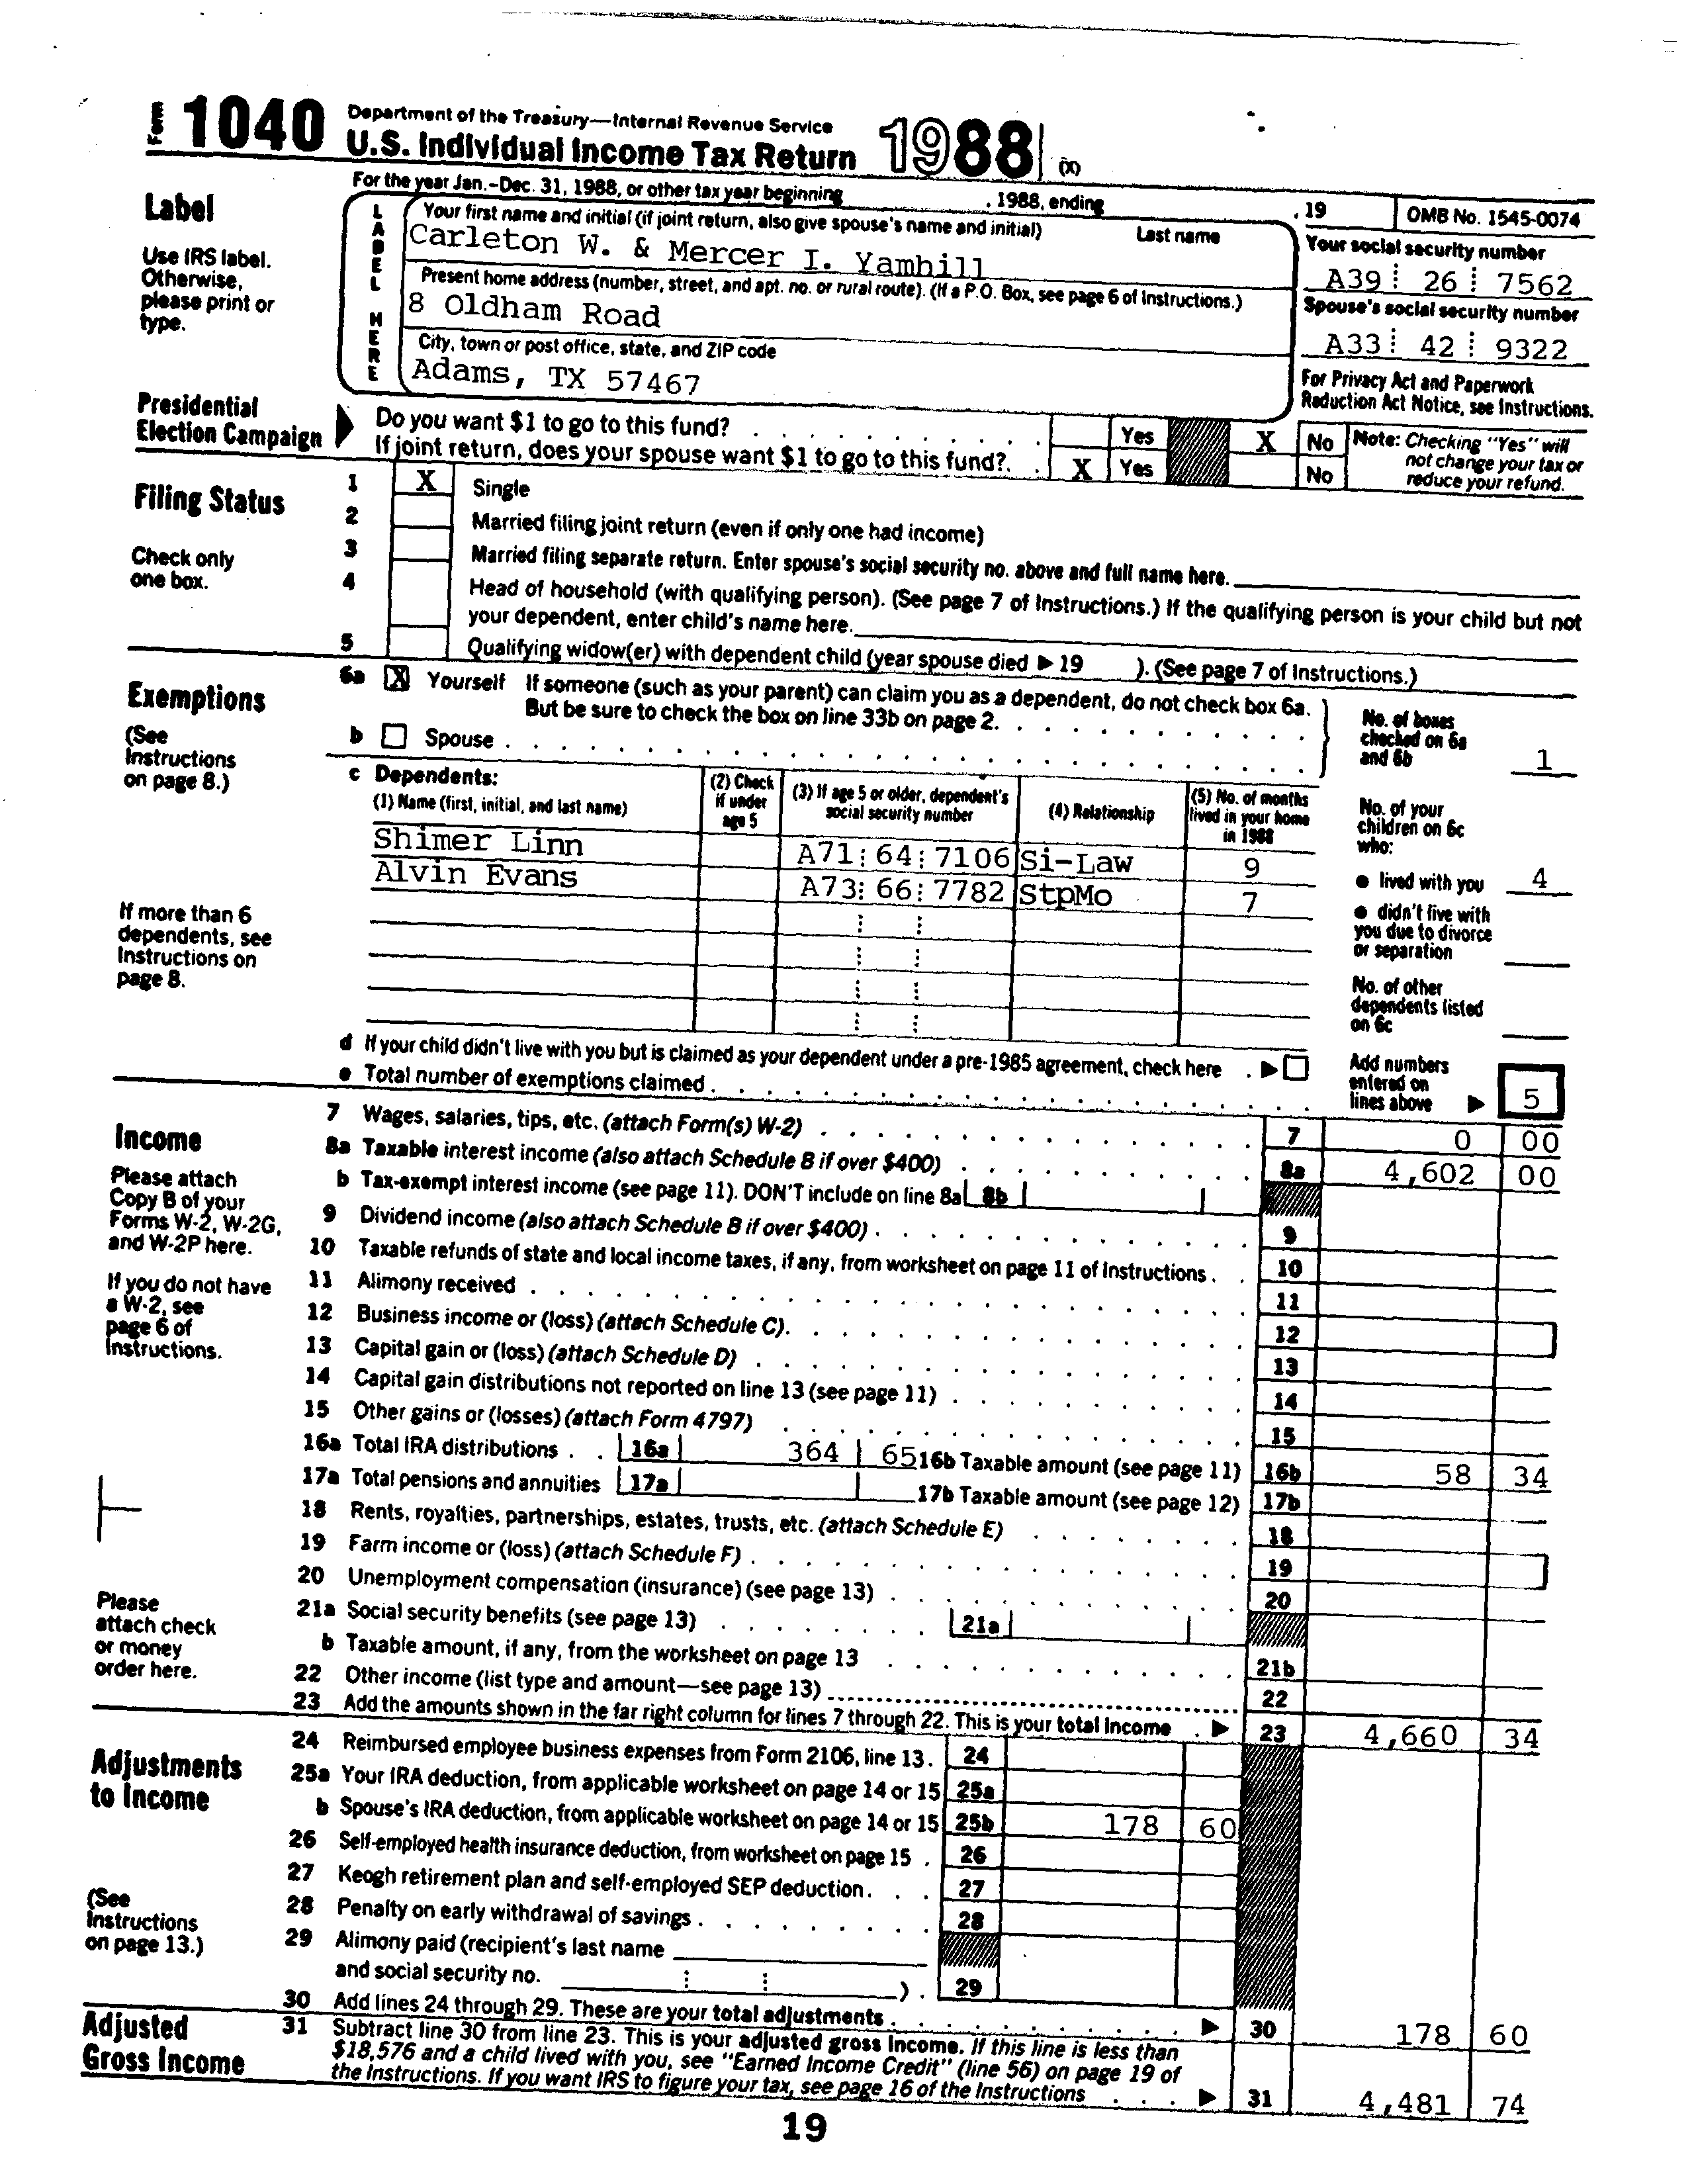 Form 1040 Department of the Treasury—Internal Revenue Service
U.S. Individual Income Tax Return 1988 (X)
For the year Jan.-Dec. 31, 1988, or other tax year beginning , 1988, ending , 19 OMB No. 1545-0074
Label
Use IRS label.
Otherwise,
please print or
type.
LABEL HERE
Your first name and initial (if joint return, also give spouse's name and initial) Last name
Carleton W. & Mercer I. Yamhill
Your social security number
A39 26 7562
Present home address (number, street, and apt. no. or rural route). (If a P.O. Box, see page 6 of Instructions.)
8 Oldham Road
Spouse's social security number
A33 42 9322
City, town or post office, state, and ZIP code
Adams, TX 57467
For Privacy Act and Paperwork
Reduction Act Notice, see Instructions.
Presidential
Election Campaign
Do you want $1 to go to this fund? Yes X No
If joint return, does your spouse want $1 to go to this fund? X Yes No
Note: Checking "Yes" will
not change your tax or
reduce your refund.
Filing Status
Check only
one box.
1 X Single
2 Married filing joint return (even if only one had income)
3 Married filing separate return. Enter spouse's social security no. above and full name here.
4 Head of household (with qualifying person). (See page 7 of Instructions.) If the qualifying person is your child but not
your dependent, enter child's name here.
5 Qualifying widow(er) with dependent child (year spouse died ▶ 19 ). (See page 7 of Instructions.)
Exemptions
(See
Instructions
on page 8.)
6a X Yourself If someone (such as your parent) can claim you as a dependent, do not check box 6a.
But be sure to check the box on line 33b on page 2.
b Spouse
No. of boxes
checked on 6a
and 6b 1
c Dependents:
(1) Name (first, initial, and last name)
(2) Check
if under
age 5
(3) If age 5 or older, dependent's
social security number
(4) Relationship
(5) No. of months
lived in your home
in 1988
Shimer Linn A71 64 7106 Si-Law 9
Alvin Evans A73 66 7782 StpMo 7
No. of your
children on 6c
who:
● lived with you 4
● didn't live with
you due to divorce
or separation
No. of other
dependents listed
on 6c
If more than 6
dependents, see
Instructions on
page 8.
d If your child didn't live with you but is claimed as your dependent under a pre-1985 agreement, check here ▶
e Total number of exemptions claimed
Add numbers
entered on
lines above ▶ 5
Income
Please attach
Copy B of your
Forms W-2, W-2G,
and W-2P here.
If you do not have
a W-2, see
page 6 of
Instructions.
7 Wages, salaries, tips, etc. (attach Form(s) W-2) 7 0 00
8a Taxable interest income (also attach Schedule B if over $400) 8a 4,602 00
b Tax-exempt interest income (see page 11). DON'T include on line 8a 8b
9 Dividend income (also attach Schedule B if over $400) 9
10 Taxable refunds of state and local income taxes, if any, from worksheet on page 11 of Instructions 10
11 Alimony received 11
12 Business income or (loss) (attach Schedule C) 12
13 Capital gain or (loss) (attach Schedule D) 13
14 Capital gain distributions not reported on line 13 (see page 11) 14
15 Other gains or (losses) (attach Form 4797) 15
16a Total IRA distributions 16a 364 65 16b Taxable amount (see page 11) 16b 58 34
17a Total pensions and annuities 17a 17b Taxable amount (see page 12) 17b
18 Rents, royalties, partnerships, estates, trusts, etc. (attach Schedule E) 18
19 Farm income or (loss) (attach Schedule F) 19
20 Unemployment compensation (insurance) (see page 13) 20
21a Social security benefits (see page 13) 21a
b Taxable amount, if any, from the worksheet on page 13 21b
22 Other income (list type and amount—see page 13) 22
23 Add the amounts shown in the far right column for lines 7 through 22. This is your total income ▶ 23 4,660 34
Please
attach check
or money
order here.
Adjustments
to Income
(See
Instructions
on page 13.)
24 Reimbursed employee business expenses from Form 2106, line 13. 24
25a Your IRA deduction, from applicable worksheet on page 14 or 15 25a
b Spouse's IRA deduction, from applicable worksheet on page 14 or 15 25b 178 60
26 Self-employed health insurance deduction, from worksheet on page 15 26
27 Keogh retirement plan and self-employed SEP deduction 27
28 Penalty on early withdrawal of savings 28
29 Alimony paid (recipient's last name
and social security no. ) 29
30 Add lines 24 through 29. These are your total adjustments ▶ 30 178 60
Adjusted
Gross Income
31 Subtract line 30 from line 23. This is your adjusted gross income. If this line is less than
$18,576 and a child lived with you, see "Earned Income Credit" (line 56) on page 19 of
the Instructions. If you want IRS to figure your tax, see page 16 of the Instructions ▶ 31 4,481 74
19